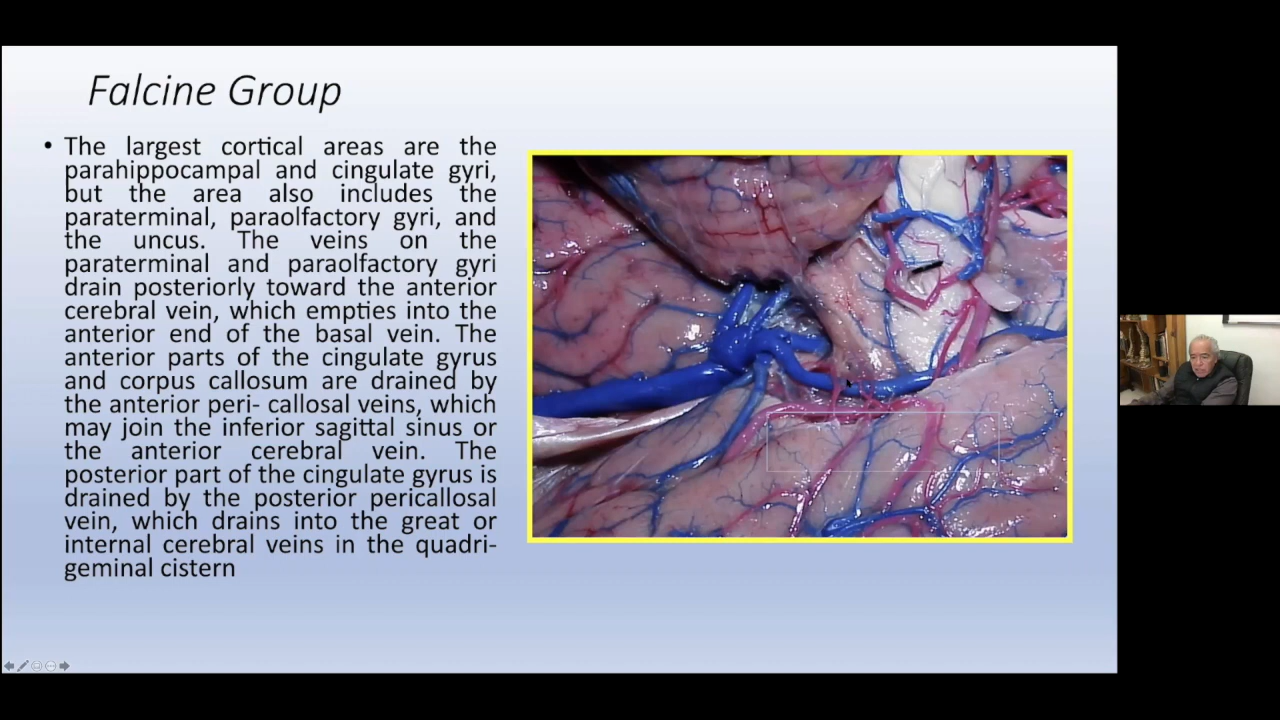 Falcine Group
• The largest cortical areas are the
parahippocampal and cingulate gyri,
but the area also includes the
paraterminal, paraolfactory gyri, and
the uncus. The veins on the
paraterminal and paraolfactory gyri
drain posteriorly toward the anterior
cerebral vein, which empties into the
anterior end of the basal vein. The
anterior parts of the cingulate gyrus
and corpus callosum are drained by
the anterior peri- callosal veins, which
may join the inferior sagittal sinus or
the anterior cerebral vein. The
posterior part of the cingulate gyrus is
drained by the posterior pericallosal
vein, which drains into the great or
internal cerebral veins in the quadri-
geminal cistern